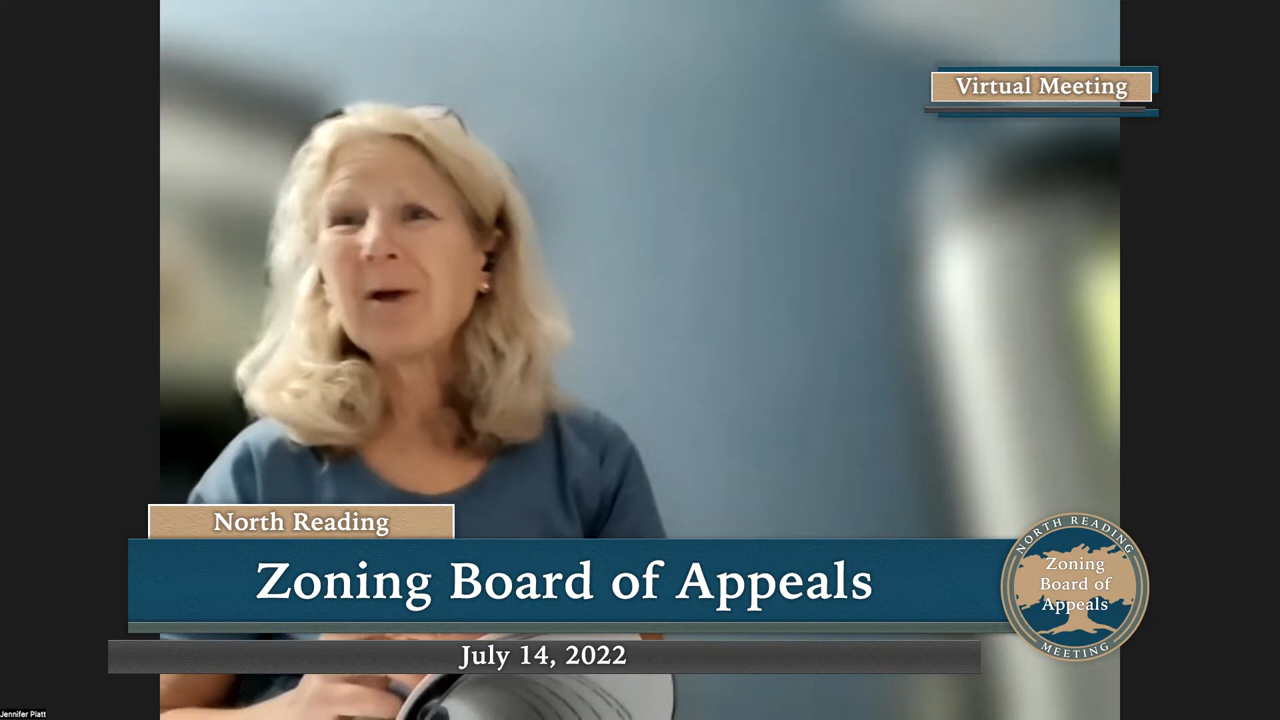 Virtual Meeting
North Reading
Zoning Board of Appeals
July 14, 2022
NORTH READING
Zoning
Board of
Appeals
MEETING
Jennifer Platt